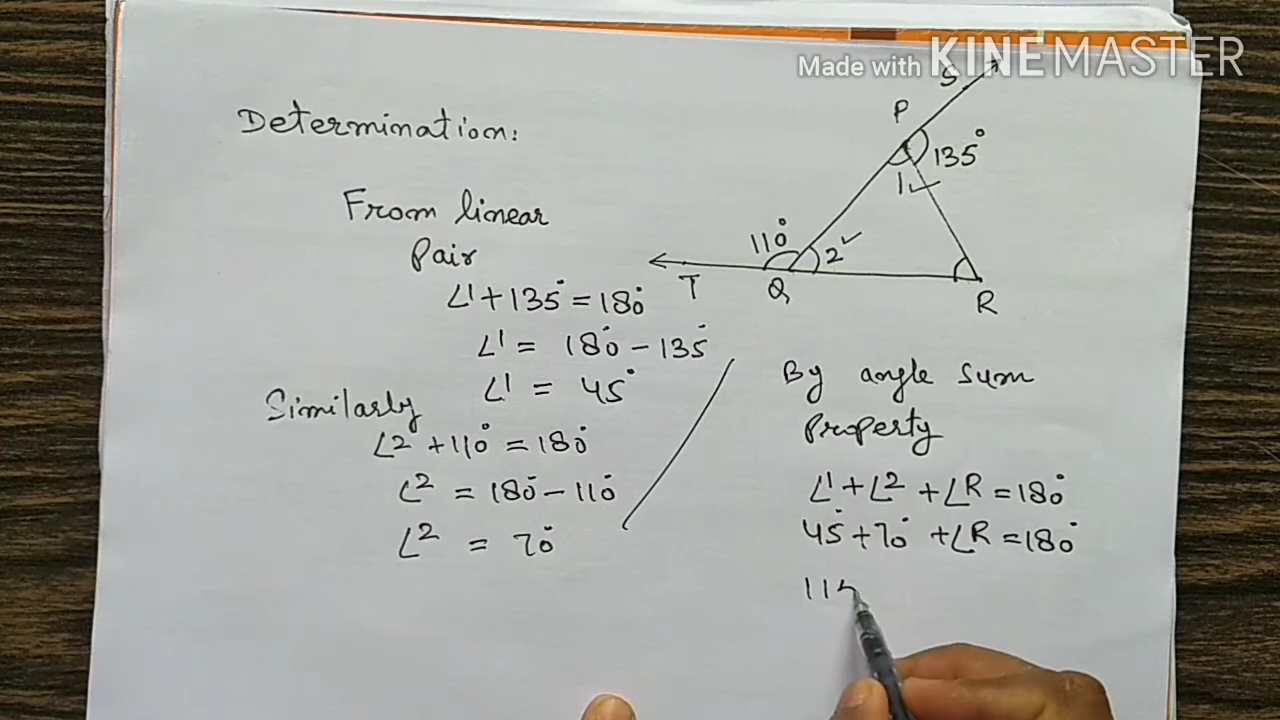 Made with KINEMASTER
Determination:
From linear
Pair
∠1+135°=180°
∠1 = 180°-135°
∠1 = 45°
Similarly
∠2 +110°=180°
∠2 = 180°-110°
∠2 = 70°
S
P
135°
1
110°
2
T
Q
R
By angle sum
Property
∠1+∠2+∠R=180°
45°+70°+∠R=180°
115